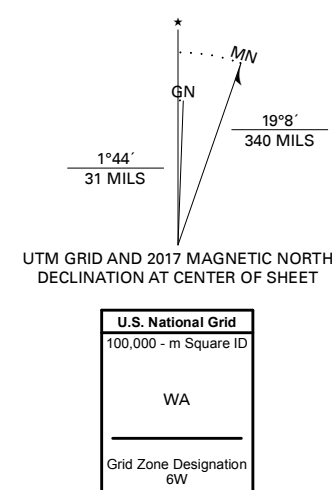 ★
MN
GN
19°8´
340 MILS
1°44´
31 MILS
UTM GRID AND 2017 MAGNETIC NORTH
DECLINATION AT CENTER OF SHEET
U.S. National Grid
100,000 - m Square ID
WA
Grid Zone Designation
6W